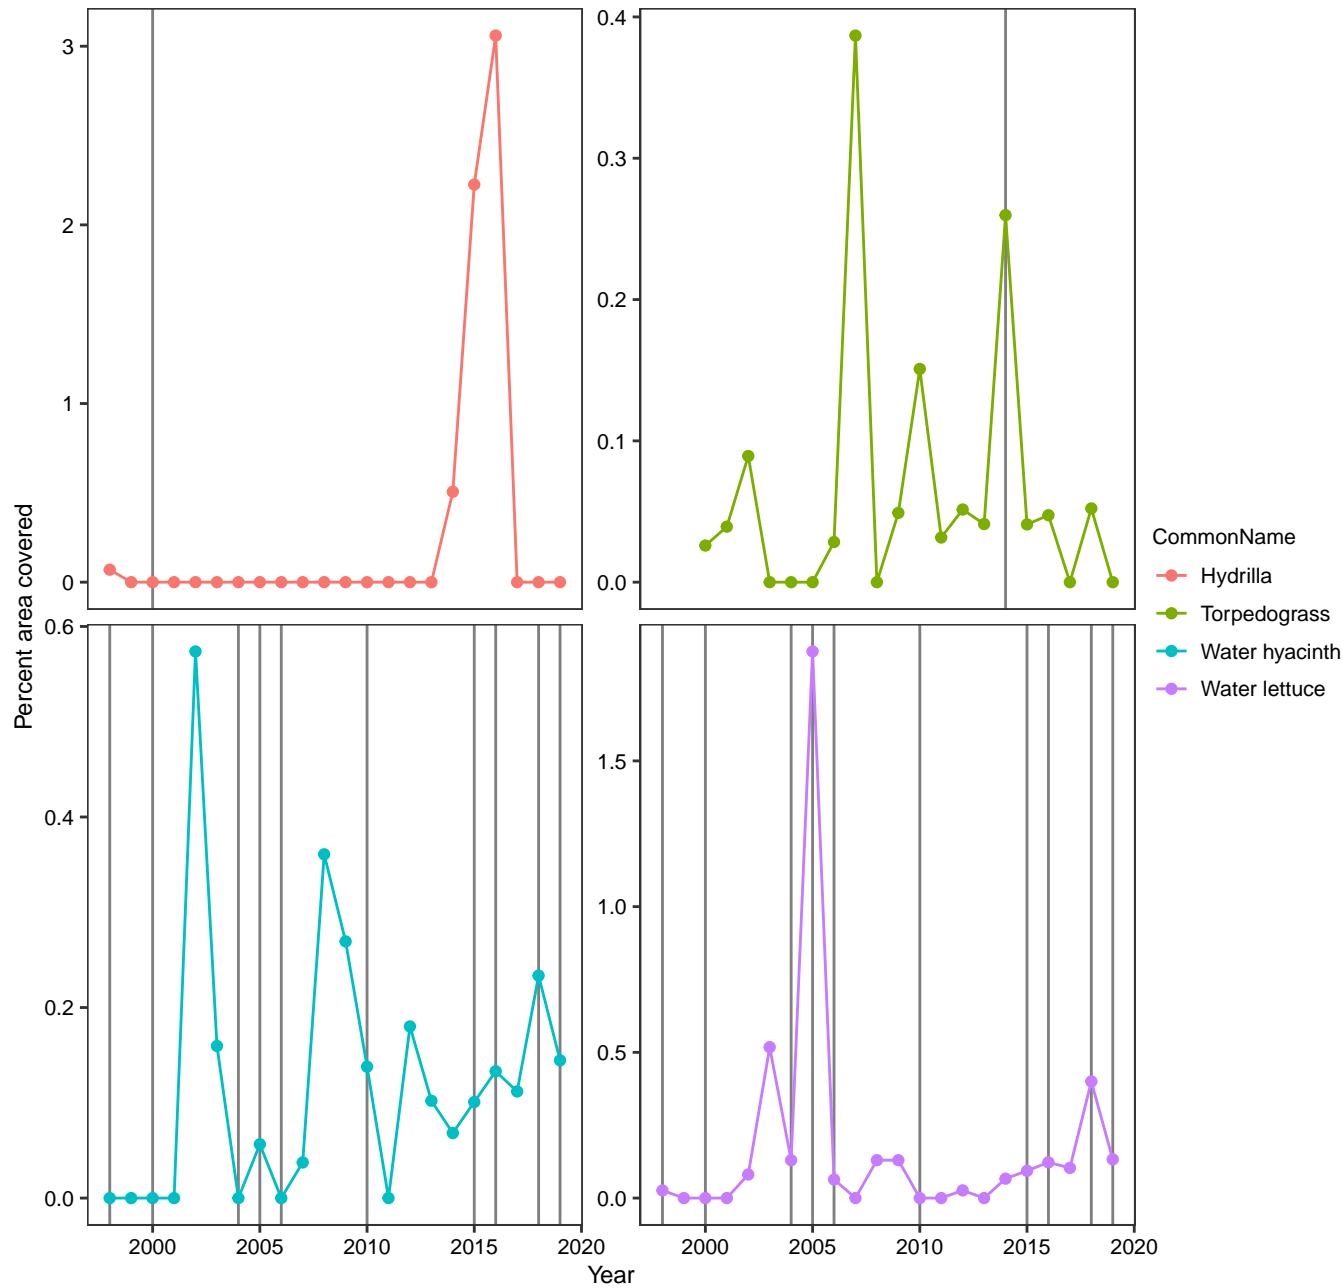 3
2
1
0
0.4
0.3
0.2
0.1
0.0
0.6
0.4
0.2
0.0
1.5
1.0
0.5
0.0
2000 2005 2010 2015 2020
2000 2005 2010 2015 2020
Year
Percent area covered
CommonName
Hydrilla
Torpedograss
Water hyacinth
Water lettuce